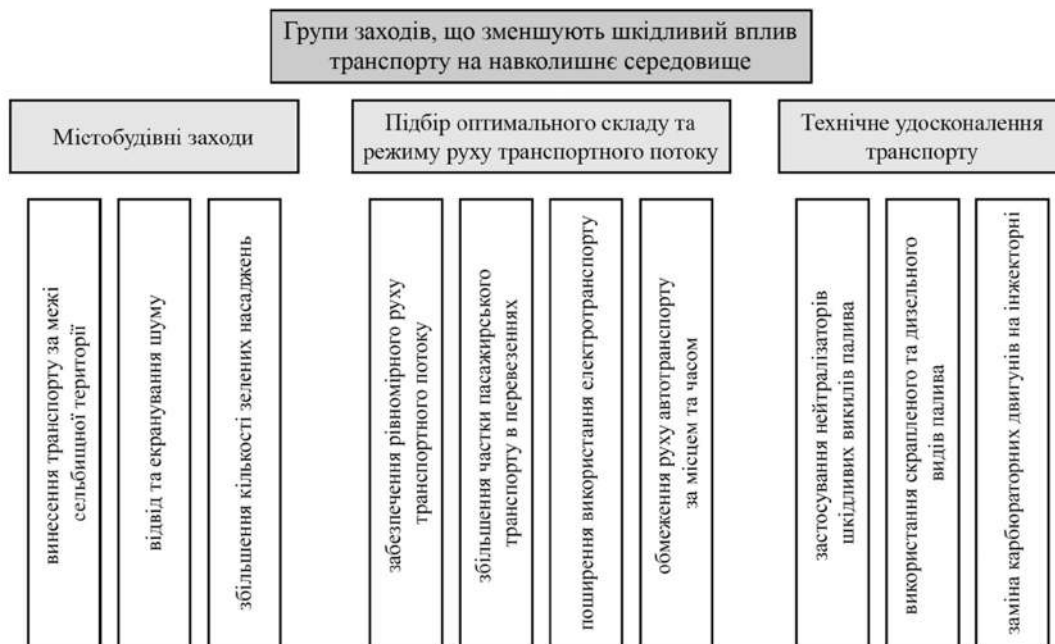 Групи заходів, що зменшують шкідливий вплив
транспорту на навколишнє середовище
Містобудівні заходи
Підбір оптимального складу та
режиму руху транспортного потоку
Технічне удосконалення
транспорту
винесення транспорту за межі
сельбищної території
відвід та екранування шуму
збільшення кількості зелених насаджень
забезпечення рівномірного руху
транспортного потоку
збільшення частки пасажирського
транспорту в перевезеннях
поширення використання електротранспорту
обмеження руху автотранспорту
за місцем та часом
застосування нейтралізаторів
шкідливих викилів палива
використання скрапленого та дизельного
видів палива
заміна карбюраторних двигунів на інжекторні